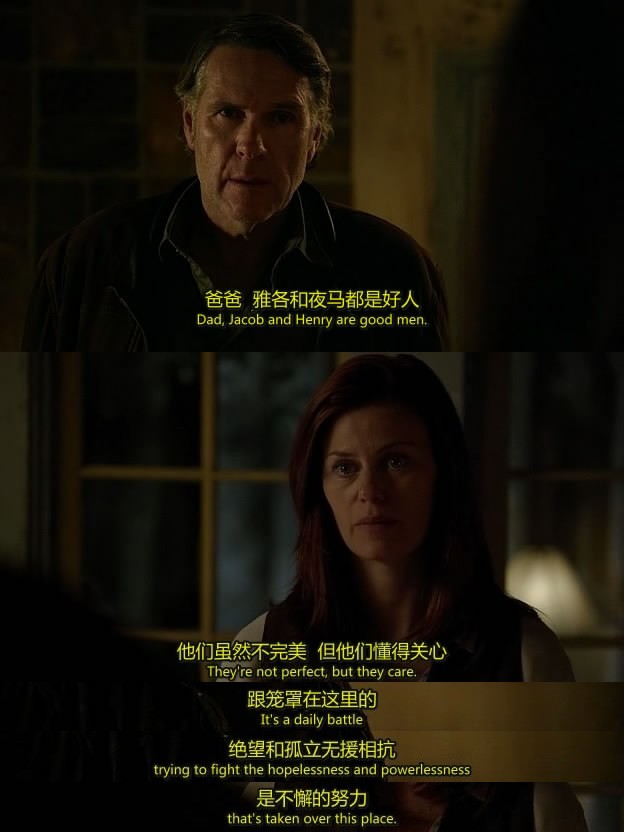 爸爸 雅各和夜马都是好人
Dad, Jacob and Henry are good men.
他们虽然不完美 但他们懂得关心
They're not perfect, but they care.
跟笼罩在这里的
It's a daily battle
绝望和孤立无援相抗
trying to fight the hopelessness and powerlessness
是不懈的努力
that's taken over this place.